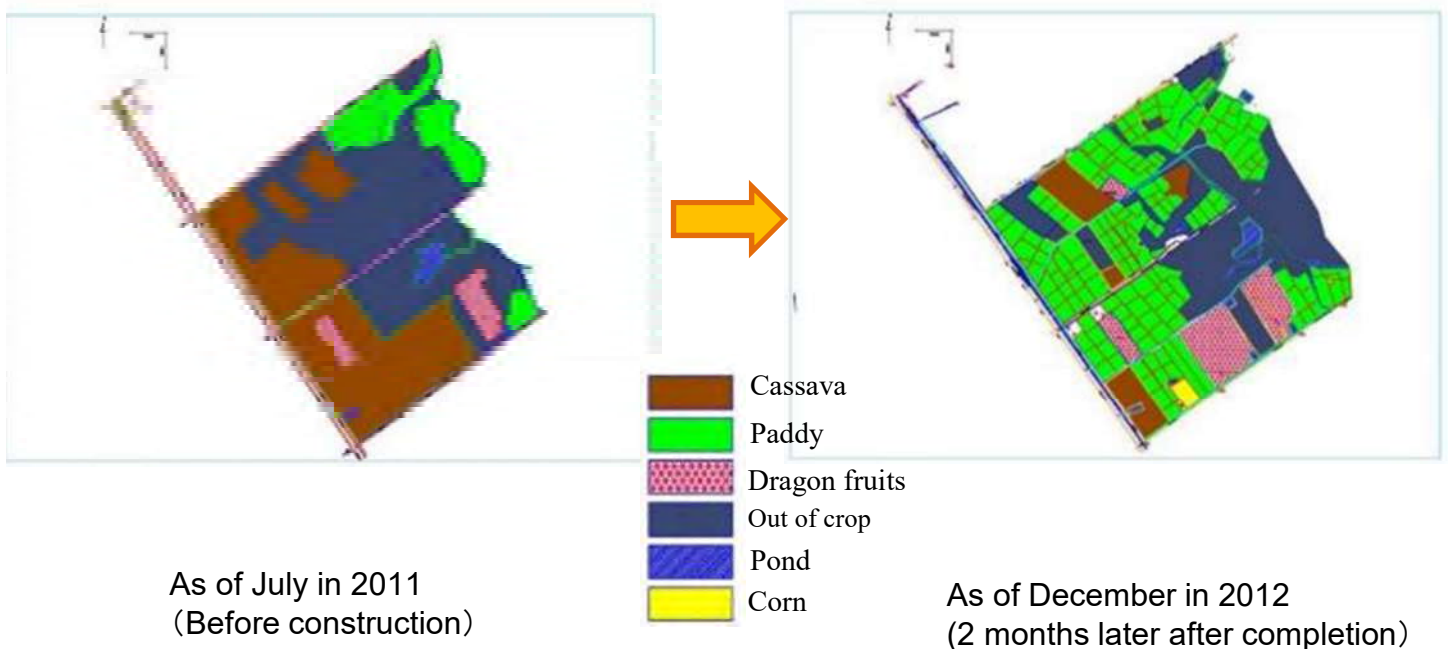 Cassava
Paddy
Dragon fruits
Out of crop
Pond
Corn
As of July in 2011
（Before construction）
As of December in 2012
(2 months later after completion）